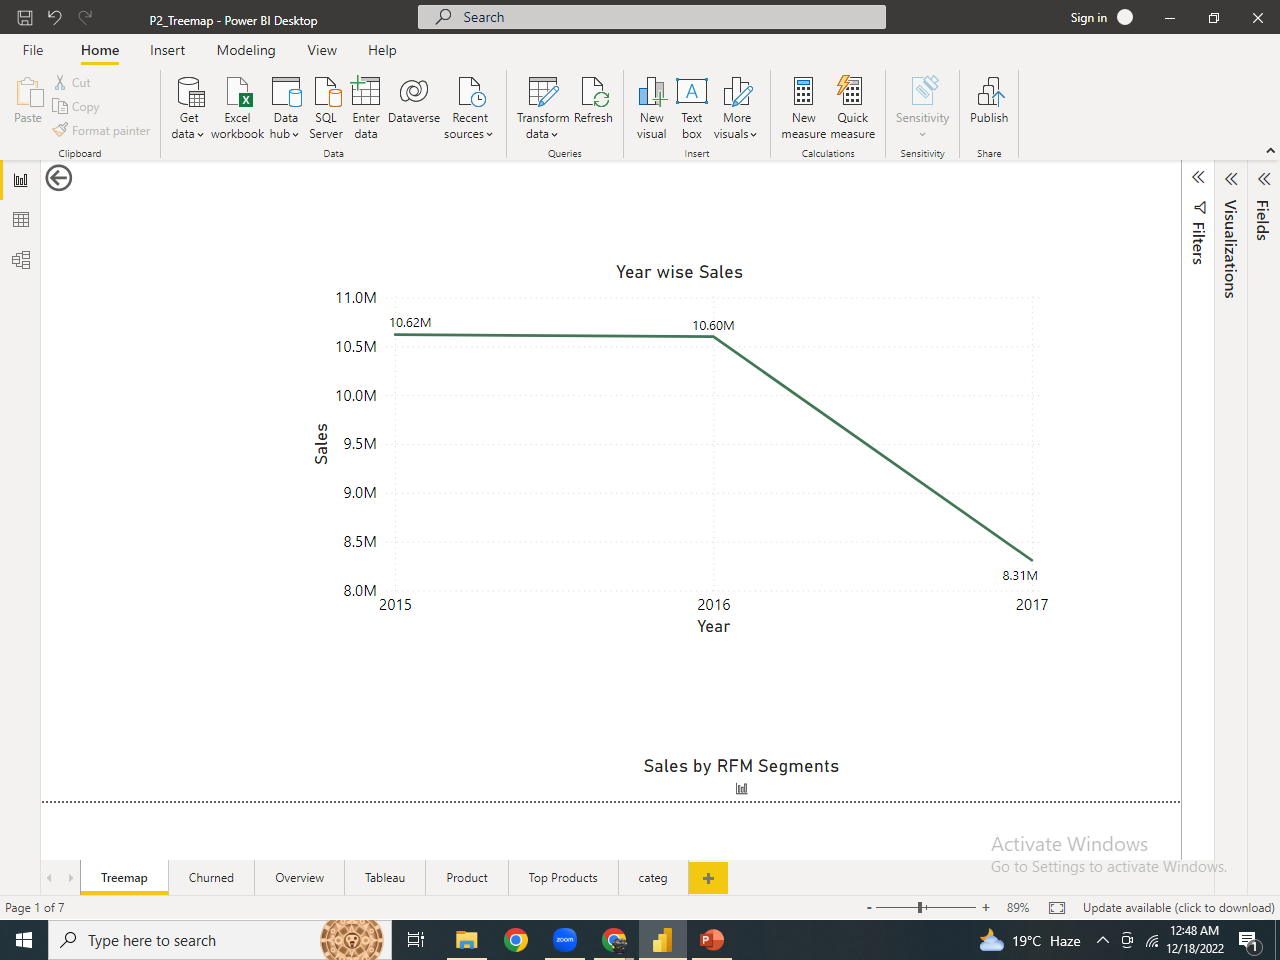 P2_Treemap - Power BI Desktop
Search
Sign in
File Home Insert Modeling View Help
Paste
Cut
Copy
Format painter
Clipboard
Get data
Excel workbook
Data hub
SQL Server
Enter data
Dataverse
Recent sources
Data
Transform data
Refresh
Queries
New visual
Text box
More visuals
Insert
New measure
Quick measure
Calculations
Sensitivity
Sensitivity
Publish
Share
Filters
Visualizations
Fields
Year wise Sales
11.0M
10.62M
10.60M
10.5M
10.0M
9.5M
Sales
9.0M
8.5M
8.31M
8.0M
2015 2016 2017
Year
Sales by RFM Segments
Activate Windows
Go to Settings to activate Windows.
Treemap Churned Overview Tableau Product Top Products categ +
Page 1 of 7
- + 89%
Update available (click to download)
Type here to search
zoom
P
19°C Haze
12:48 AM
12/18/2022
1